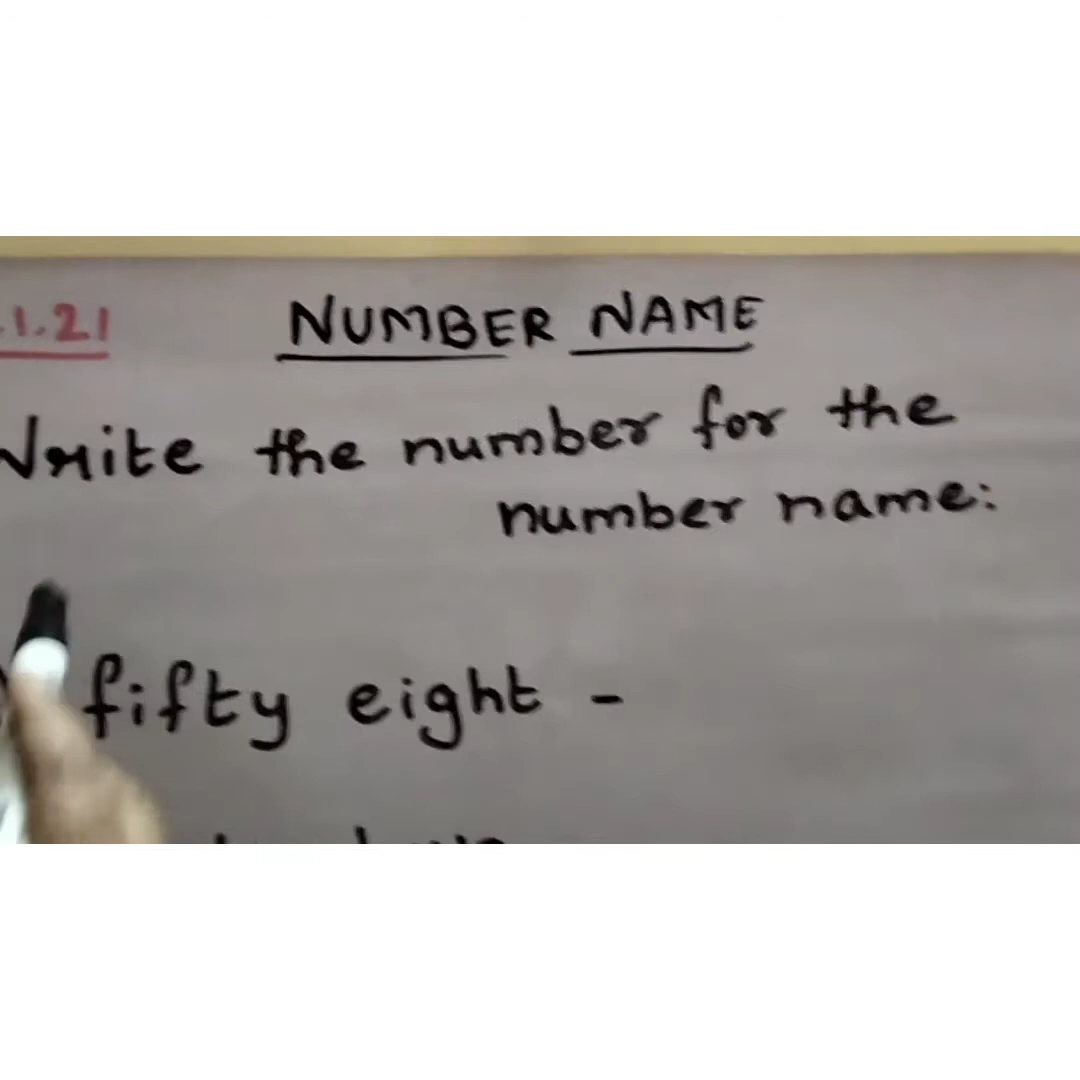 .1.21
NUMBER NAME
Write the number for the
number name:
fifty eight -